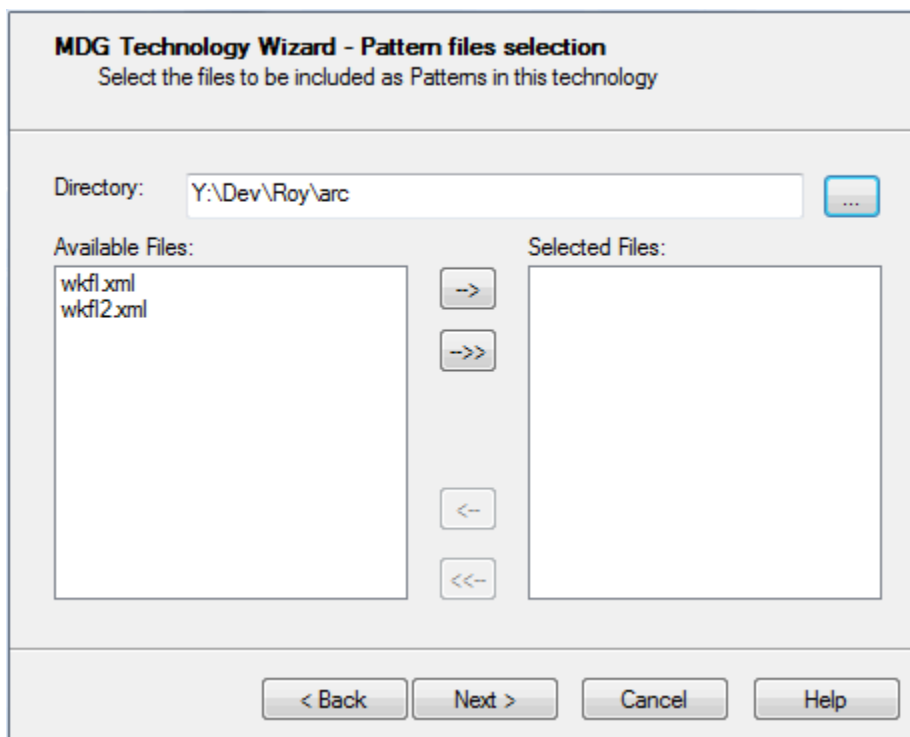 MDG Technology Wizard - Pattern files selection
Select the files to be included as Patterns in this technology
Directory: Y:\Dev\Roy\arc ...
Available Files: Selected Files:
wkfl.xml
wkfl2.xml
-->
-->>
<--
<<--
< Back Next > Cancel Help